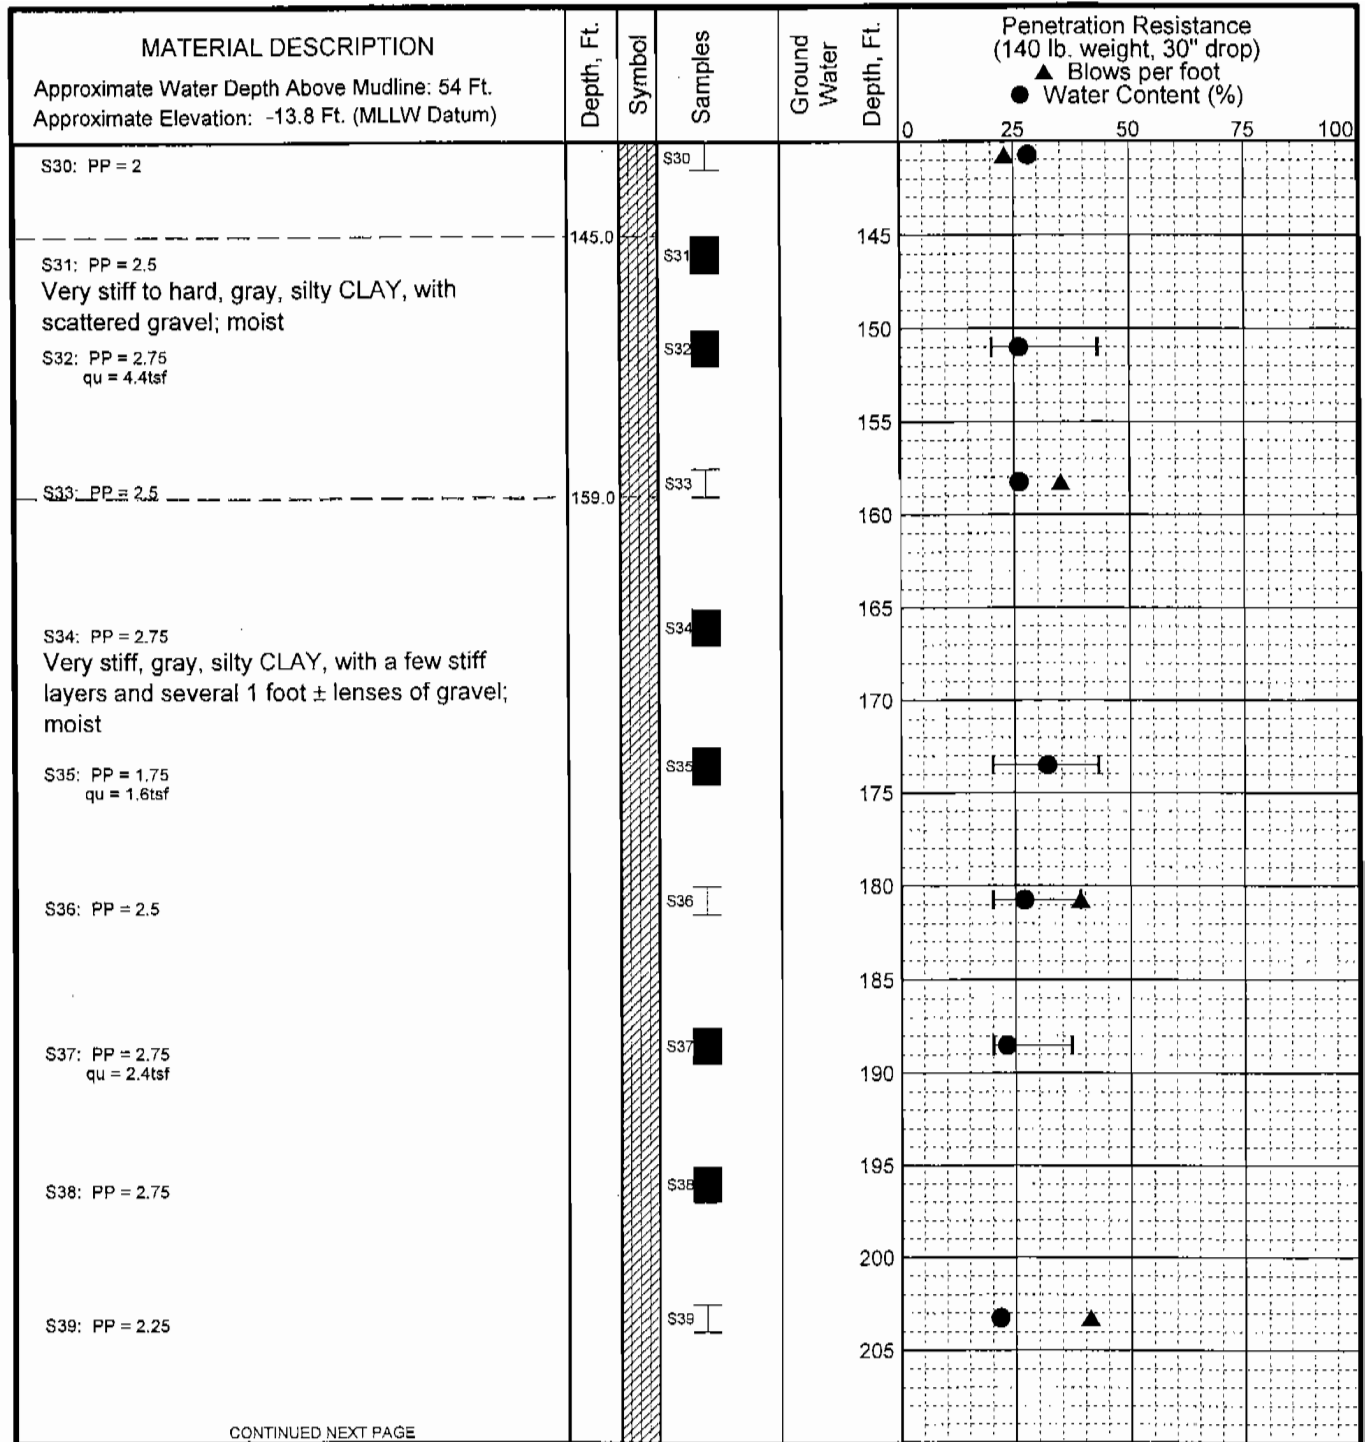 MATERIAL DESCRIPTION
Approximate Water Depth Above Mudline: 54 Ft.
Approximate Elevation: -13.8 Ft. (MLLW Datum)
Depth, Ft.
Symbol
Samples
Ground
Water
Depth, Ft.
Penetration Resistance
(140 lb. weight, 30" drop)
▲ Blows per foot
● Water Content (%)
0 25 50 75 100
S30: PP = 2
S30
145.0
145
S31: PP = 2.5
S31
Very stiff to hard, gray, silty CLAY, with
scattered gravel; moist
150
S32: PP = 2.75
qu = 4.4tsf
S32
155
S33: PP = 2.5
159.0
S33
160
165
S34: PP = 2.75
S34
Very stiff, gray, silty CLAY, with a few stiff
layers and several 1 foot ± lenses of gravel;
moist
170
S35: PP = 1.75
qu = 1.6tsf
S35
175
180
S36: PP = 2.5
S36
185
S37: PP = 2.75
qu = 2.4tsf
S37
190
195
S38: PP = 2.75
S38
200
S39: PP = 2.25
S39
205
CONTINUED NEXT PAGE